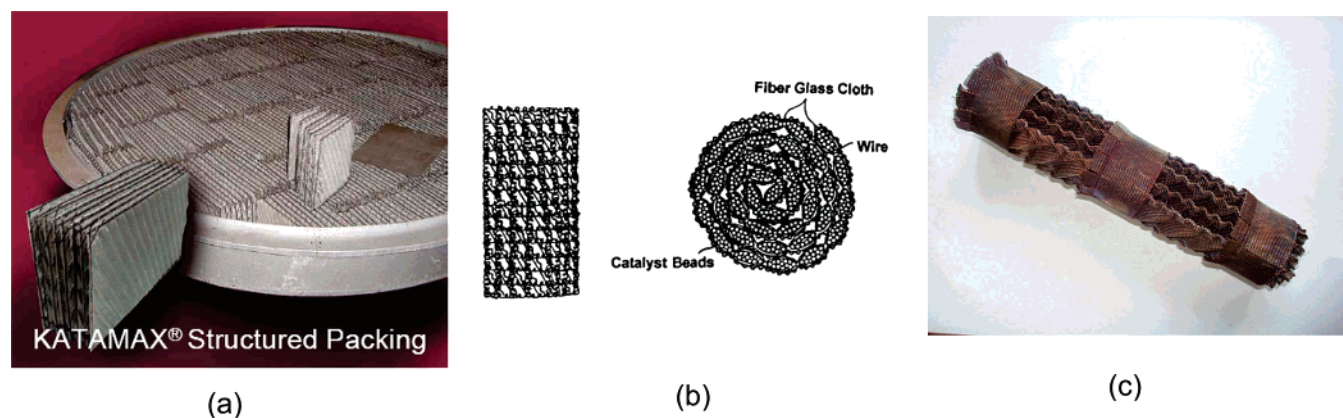 KATAMAX® Structured Packing
Fiber Glass Cloth
Wire
Catalyst Beads
(a)
(b)
(c)